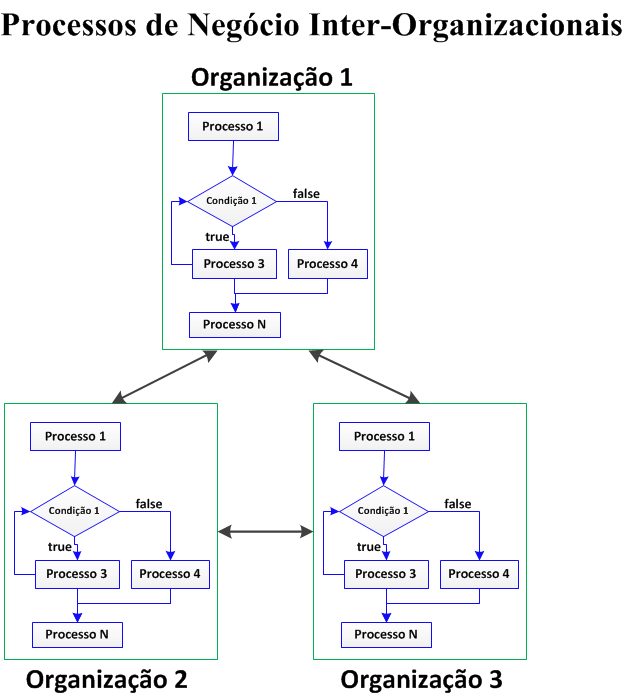 Processos de Negócio Inter-Organizacionais
Organização 1
Processo 1
Condição 1
false
true
Processo 3
Processo 4
Processo N
Processo 1
Condição 1
false
true
Processo 3
Processo 4
Processo N
Organização 2
Processo 1
Condição 1
false
true
Processo 3
Processo 4
Processo N
Organização 3